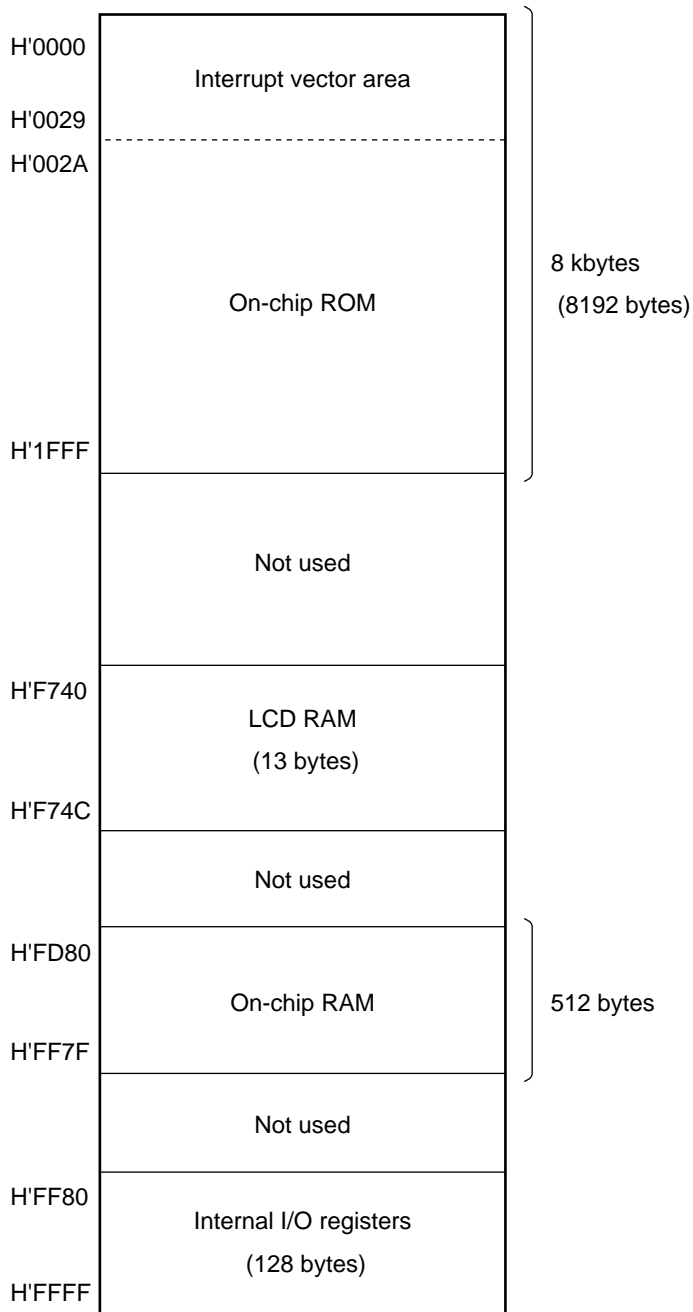 H'0000
Interrupt vector area
H'0029
H'002A
8 kbytes
(8192 bytes)
On-chip ROM
H'1FFF
Not used
H'F740
LCD RAM
(13 bytes)
H'F74C
Not used
H'FD80
On-chip RAM
512 bytes
H'FF7F
Not used
H'FF80
Internal I/O registers
(128 bytes)
H'FFFF